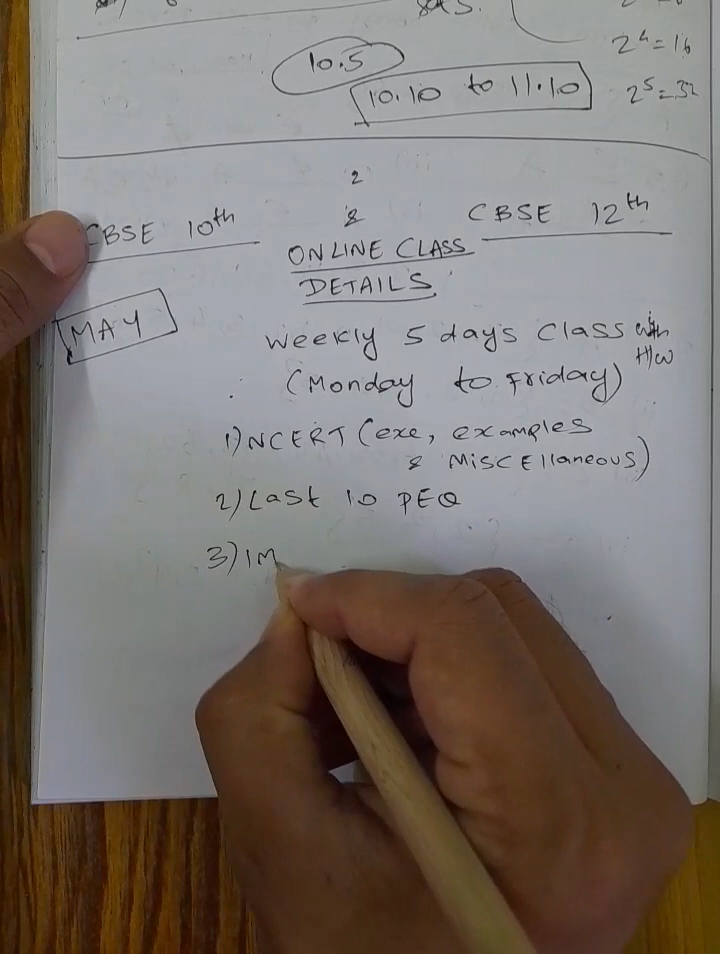 10.5
10.10 to 11.10
2⁴=16
2⁵=32
2
&
CBSE 10th
CBSE 12th
ONLINE CLASS
DETAILS.
MAY
Weekly 5 days class with
H/W
(Monday to Friday)
1) NCERT (exe, examples
& Miscellaneous)
2) Last 10 PEQ
3) IM